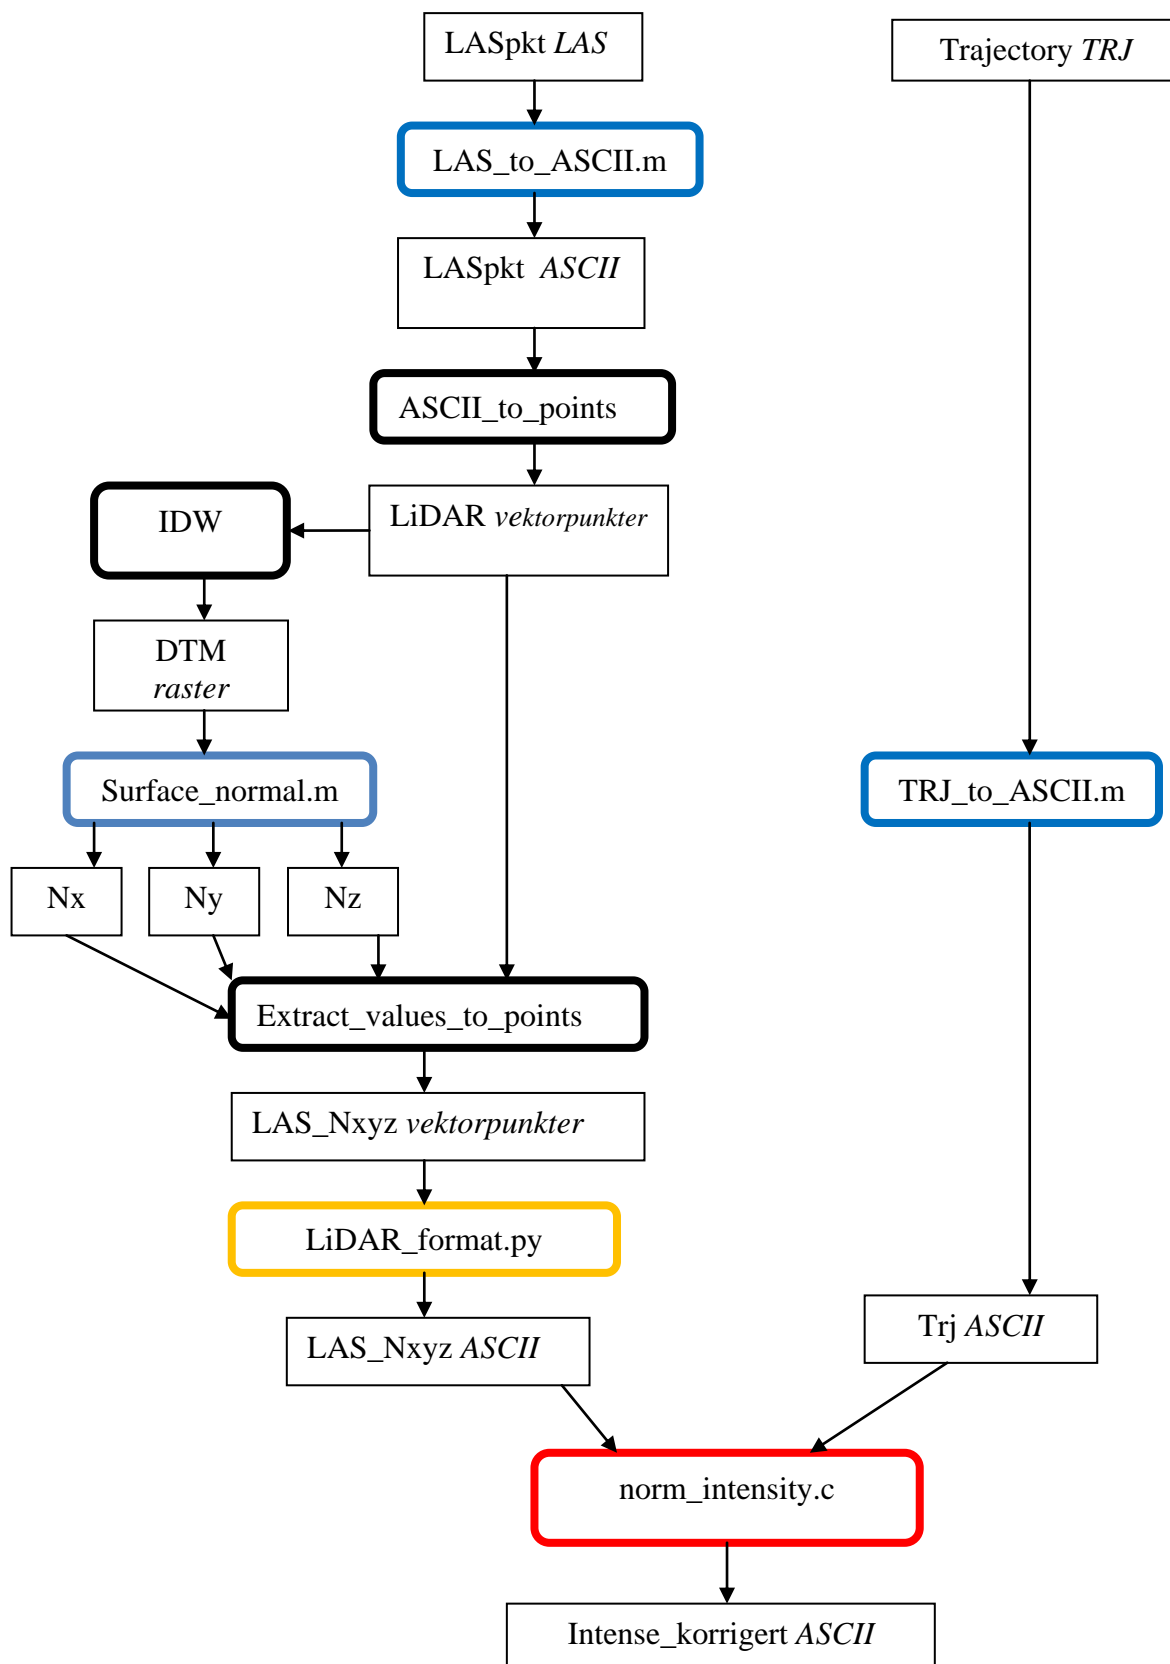 LASpkt LAS
Trajectory TRJ
LAS_to_ASCII.m
LASpkt ASCII
ASCII_to_points
IDW
LiDAR vektorpunkter
DTM
raster
Surface_normal.m
TRJ_to_ASCII.m
Nx
Ny
Nz
Extract_values_to_points
LAS_Nxyz vektorpunkter
LiDAR_format.py
LAS_Nxyz ASCII
Trj ASCII
norm_intensity.c
Intense_korrigert ASCII